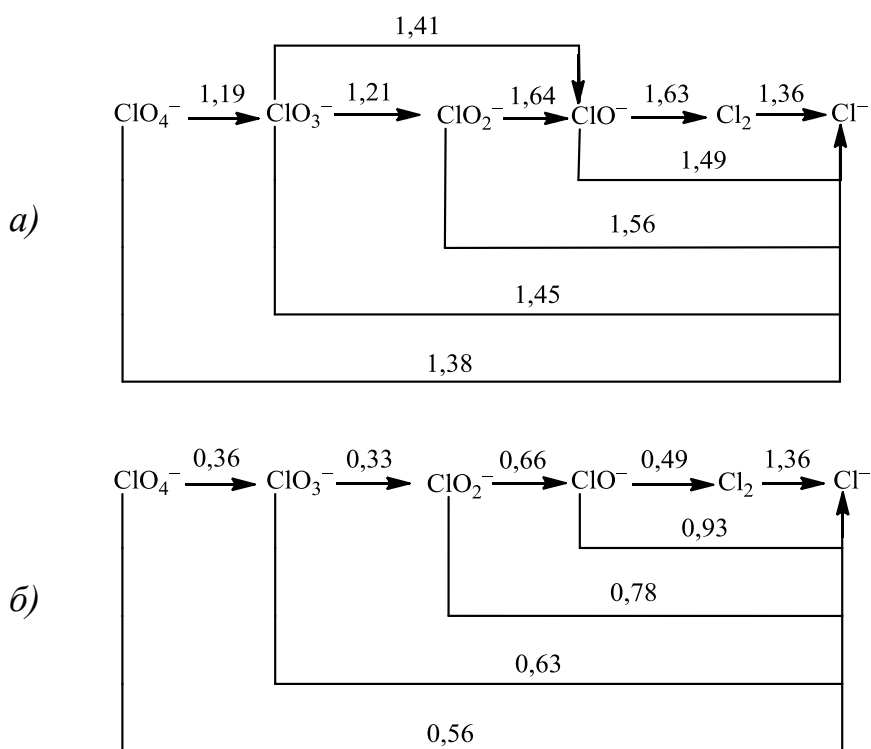 1,41
ClO₄⁻ 1,19 ClO₃⁻ 1,21 ClO₂⁻ 1,64 ClO⁻ 1,63 Cl₂ 1,36 Cl⁻
1,49
а)
1,56
1,45
1,38
ClO₄⁻ 0,36 ClO₃⁻ 0,33 ClO₂⁻ 0,66 ClO⁻ 0,49 Cl₂ 1,36 Cl⁻
0,93
б)
0,78
0,63
0,56